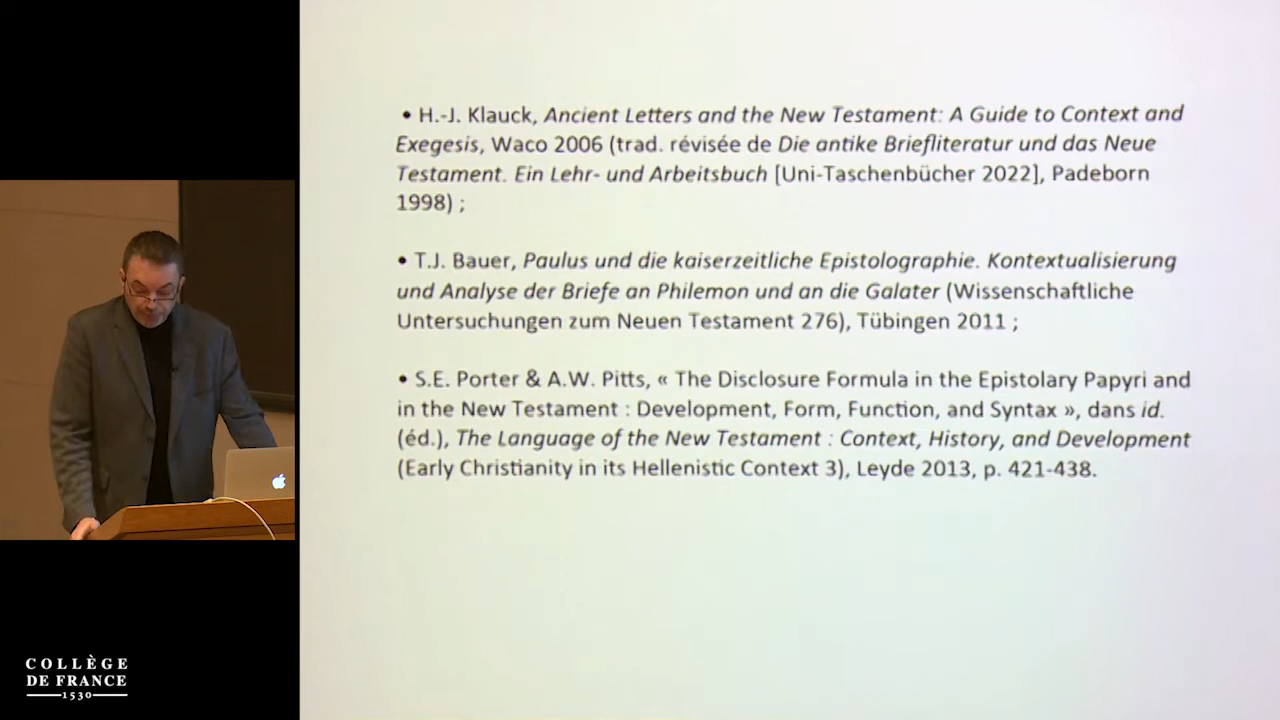 • H.-J. Klauck, Ancient Letters and the New Testament: A Guide to Context and
Exegesis, Waco 2006 (trad. révisée de Die antike Briefliteratur und das Neue
Testament. Ein Lehr- und Arbeitsbuch [Uni-Taschenbücher 2022], Padeborn
1998) ;
• T.J. Bauer, Paulus und die kaiserzeitliche Epistolographie. Kontextualisierung
und Analyse der Briefe an Philemon und an die Galater (Wissenschaftliche
Untersuchungen zum Neuen Testament 276), Tübingen 2011 ;
• S.E. Porter & A.W. Pitts, « The Disclosure Formula in the Epistolary Papyri and
in the New Testament : Development, Form, Function, and Syntax », dans id.
(éd.), The Language of the New Testament : Context, History, and Development
(Early Christianity in its Hellenistic Context 3), Leyde 2013, p. 421-438.
COLLÈGE
DE FRANCE
1530